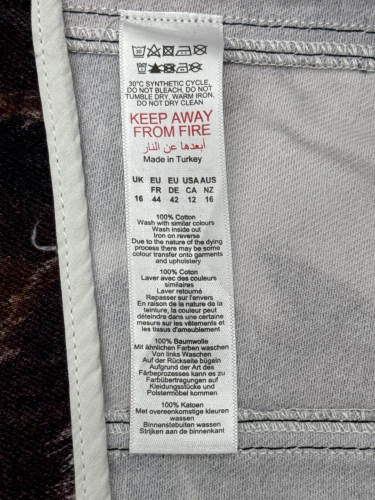 30°C SYNTHETIC CYCLE,
DO NOT BLEACH, DO NOT
TUMBLE DRY, WARM IRON,
DO NOT DRY CLEAN
KEEP AWAY
FROM FIRE
أبعدها عن النار
Made in Turkey
UK EU EU USA AUS
FR DE CA NZ
16 44 42 12 16
100% Cotton
Wash with similar colours
Wash inside out
Iron on reverse
Due to the nature of the dying
process there may be some
colour transfer onto garments
and upholstery
100% Coton
Laver avec des couleurs
similaires
Laver retourné
Repasser sur l'envers
En raison de la nature de la
teinture, la couleur peut
déteindre dans une certaine
mesure sur les vêtements et
les tissus d'ameublement
100% Baumwolle
Mit ähnlichen Farben waschen
Von links Waschen
Auf der Rückseite bügeln
Aufgrund der Art des
Färbeprozesses kann es zu
Farbübertragungen auf
Kleidungsstücke und
Polstermöbel kommen
100% Katoen
Met overeenkomstige kleuren
wassen
Binnenstebuiten wassen
Strijken aan de binnenkant